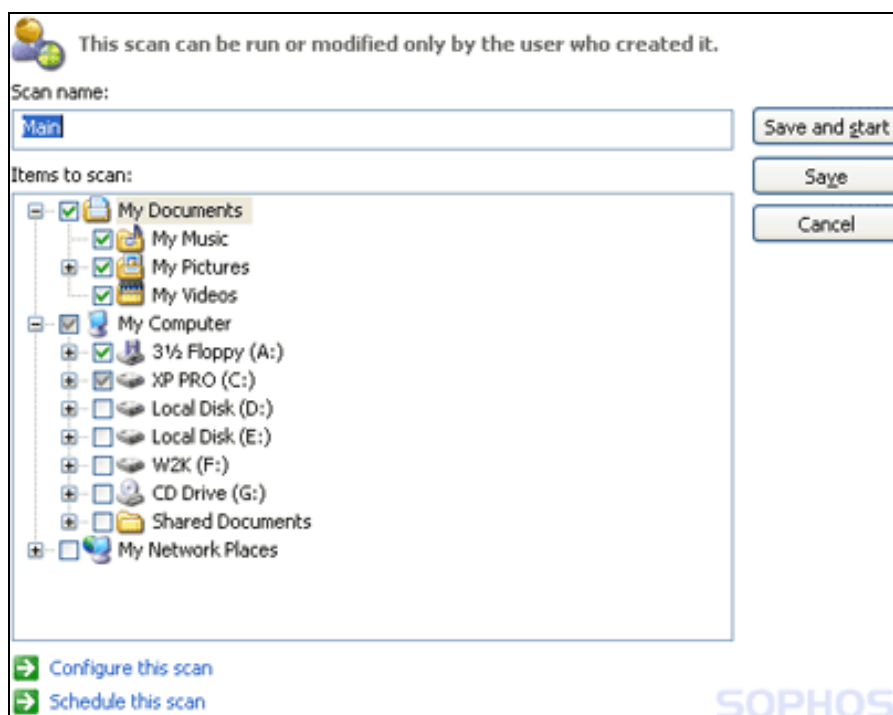 This scan can be run or modified only by the user who created it.
Scan name:
Main
Save and start
Items to scan:
Save
My Documents
Cancel
My Music
My Pictures
My Videos
My Computer
3½ Floppy (A:)
XP PRO (C:)
Local Disk (D:)
Local Disk (E:)
W2K (F:)
CD Drive (G:)
Shared Documents
My Network Places
Configure this scan
Schedule this scan
SOPHOS